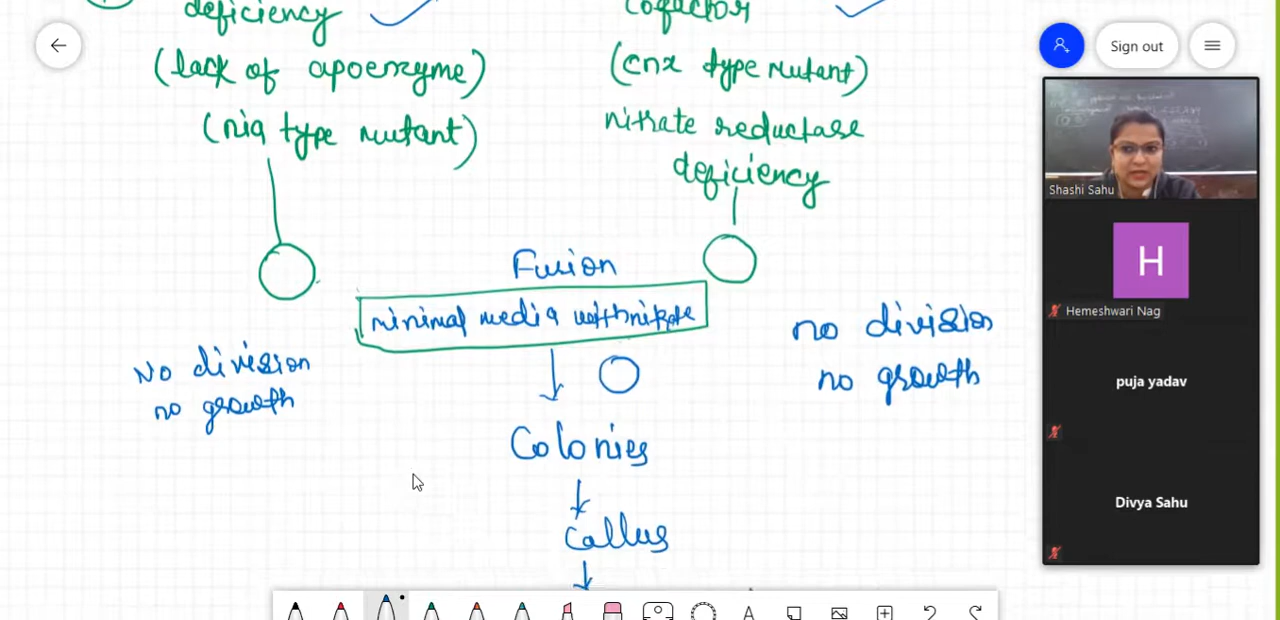 deficiency
(lack of apoenzyme)
(nia type mutant)
cofactor
(cnx type mutant)
nitrate reductase
deficiency
Fusion
minimal media with nitrate
No division
no growth
no division
no growth
Colonies
Callus
Sign out
Shashi Sahu
H
Hemeshwari Nag
puja yadav
Divya Sahu
A